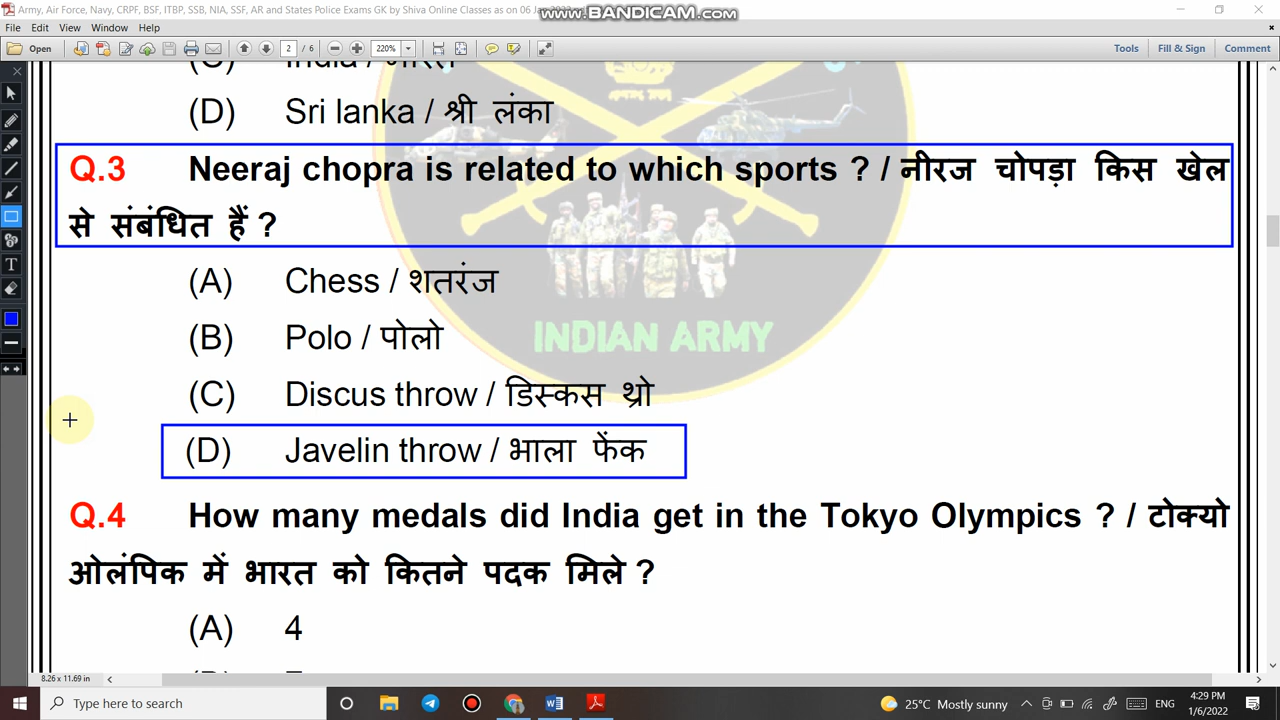 Army, Air Force, Navy, CRPF, BSF, ITBP, SSB, NIA, SSF, AR and States Police Exams GK by Shiva Online Classes as on 06
www.BANDICAM.com
File Edit View Window Help
Open 2 / 6 220% Tools Fill & Sign Comment
(C) India / भारत
(D) Sri lanka / श्री लंका
Q.3 Neeraj chopra is related to which sports ? / नीरज चोपड़ा किस खेल
से संबंधित हैं ?
(A) Chess / शतरंज
(B) Polo / पोलो
INDIAN ARMY
(C) Discus throw / डिस्कस थ्रो
(D) Javelin throw / भाला फेंक
Q.4 How many medals did India get in the Tokyo Olympics ? / टोक्यो
ओलंपिक में भारत को कितने पदक मिले ?
(A) 4
8.26 x 11.69 in
Type here to search
25°C Mostly sunny
ENG
4:29 PM
1/6/2022